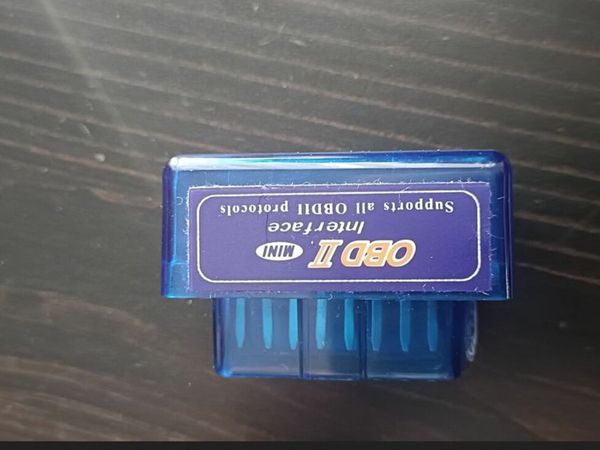 OBD II MINI
Interface
Supports all OBDII protocols